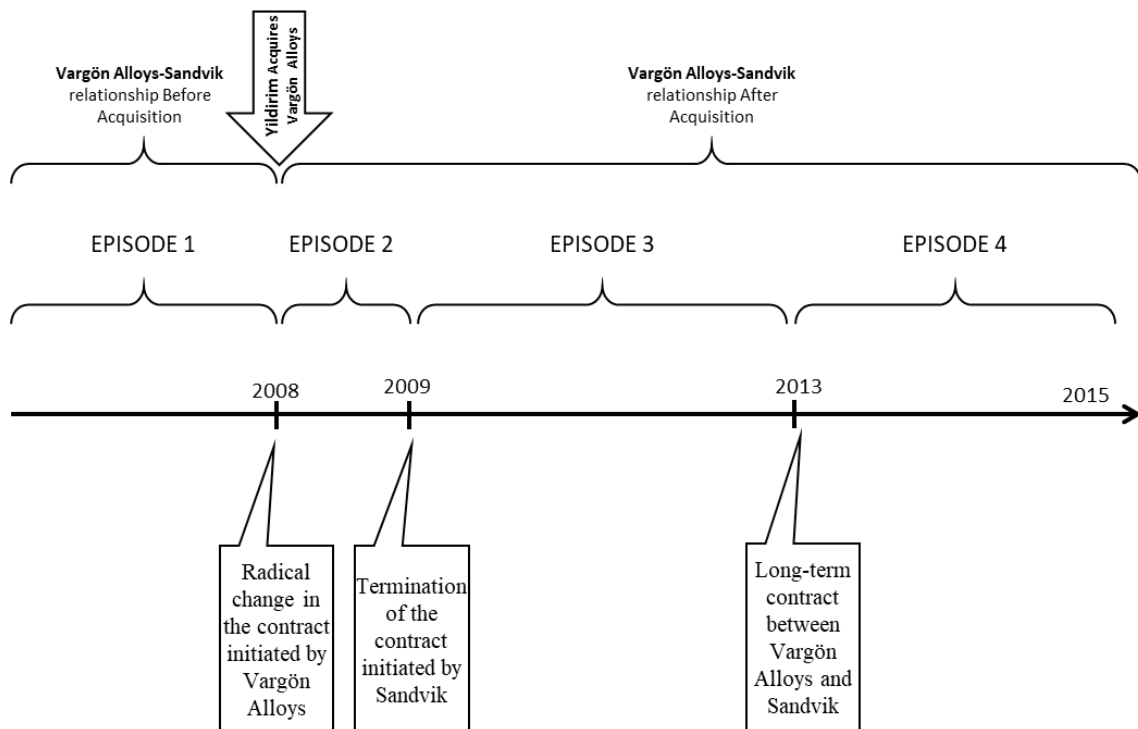 Vargön Alloys-Sandvik
relationship Before
Acquisition
Yildirim Acquires
Vargön Alloys
Vargön Alloys-Sandvik
relationship After
Acquisition
EPISODE 1
EPISODE 2
EPISODE 3
EPISODE 4
2008
2009
2013
2015
Radical
change in
the contract
initiated by
Vargön
Alloys
Termination
of the
contract
initiated by
Sandvik
Long-term
contract
between
Vargön
Alloys and
Sandvik